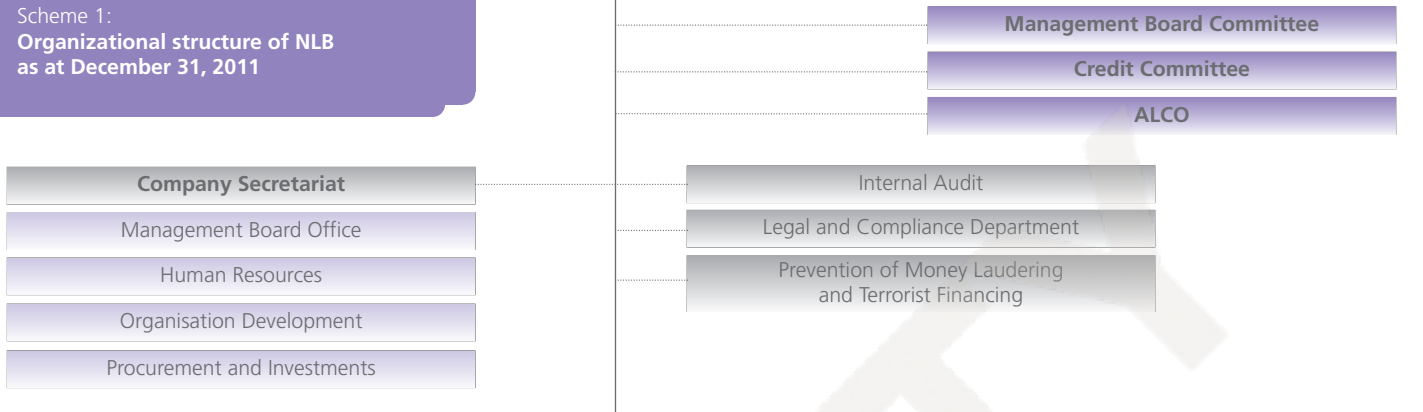 Scheme 1:
Organizational structure of NLB
as at December 31, 2011
Management Board Committee
Credit Committee
ALCO
Company Secretariat
Management Board Office
Human Resources
Organisation Development
Procurement and Investments
Internal Audit
Legal and Compliance Department
Prevention of Money Laudering
and Terrorist Financing